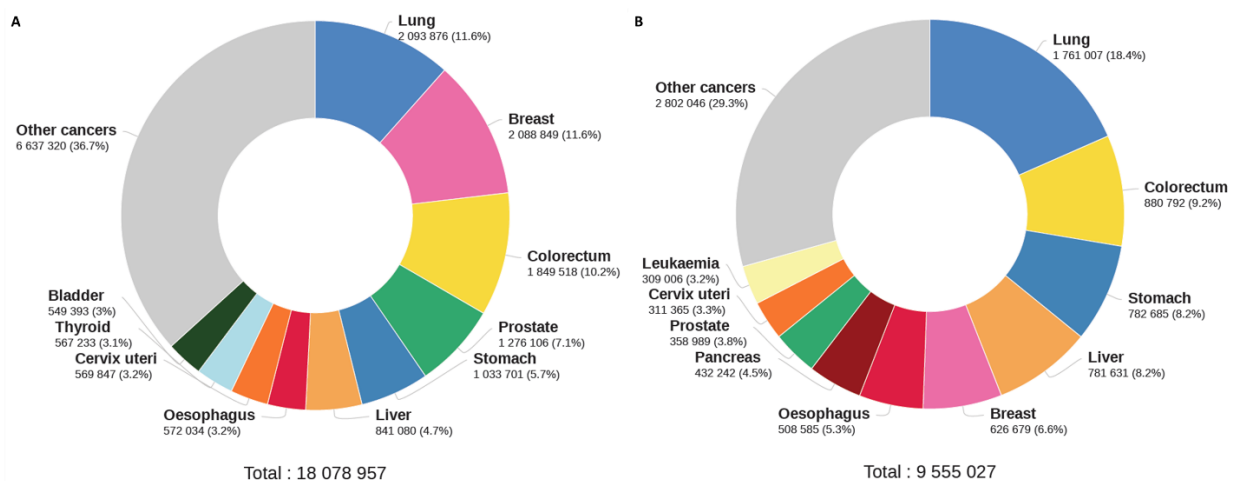 A
Lung
2 093 876 (11.6%)
Breast
2 088 849 (11.6%)
Colorectum
1 849 518 (10.2%)
Prostate
1 276 106 (7.1%)
Stomach
1 033 701 (5.7%)
Liver
841 080 (4.7%)
Oesophagus
572 034 (3.2%)
Cervix uteri
569 847 (3.2%)
Thyroid
567 233 (3.1%)
Bladder
549 393 (3%)
Other cancers
6 637 320 (36.7%)
Total : 18 078 957
B
Lung
1 761 007 (18.4%)
Colorectum
880 792 (9.2%)
Stomach
782 685 (8.2%)
Liver
781 631 (8.2%)
Breast
626 679 (6.6%)
Oesophagus
508 585 (5.3%)
Pancreas
432 242 (4.5%)
Prostate
358 989 (3.8%)
Cervix uteri
311 365 (3.3%)
Leukaemia
309 006 (3.2%)
Other cancers
2 802 046 (29.3%)
Total : 9 555 027